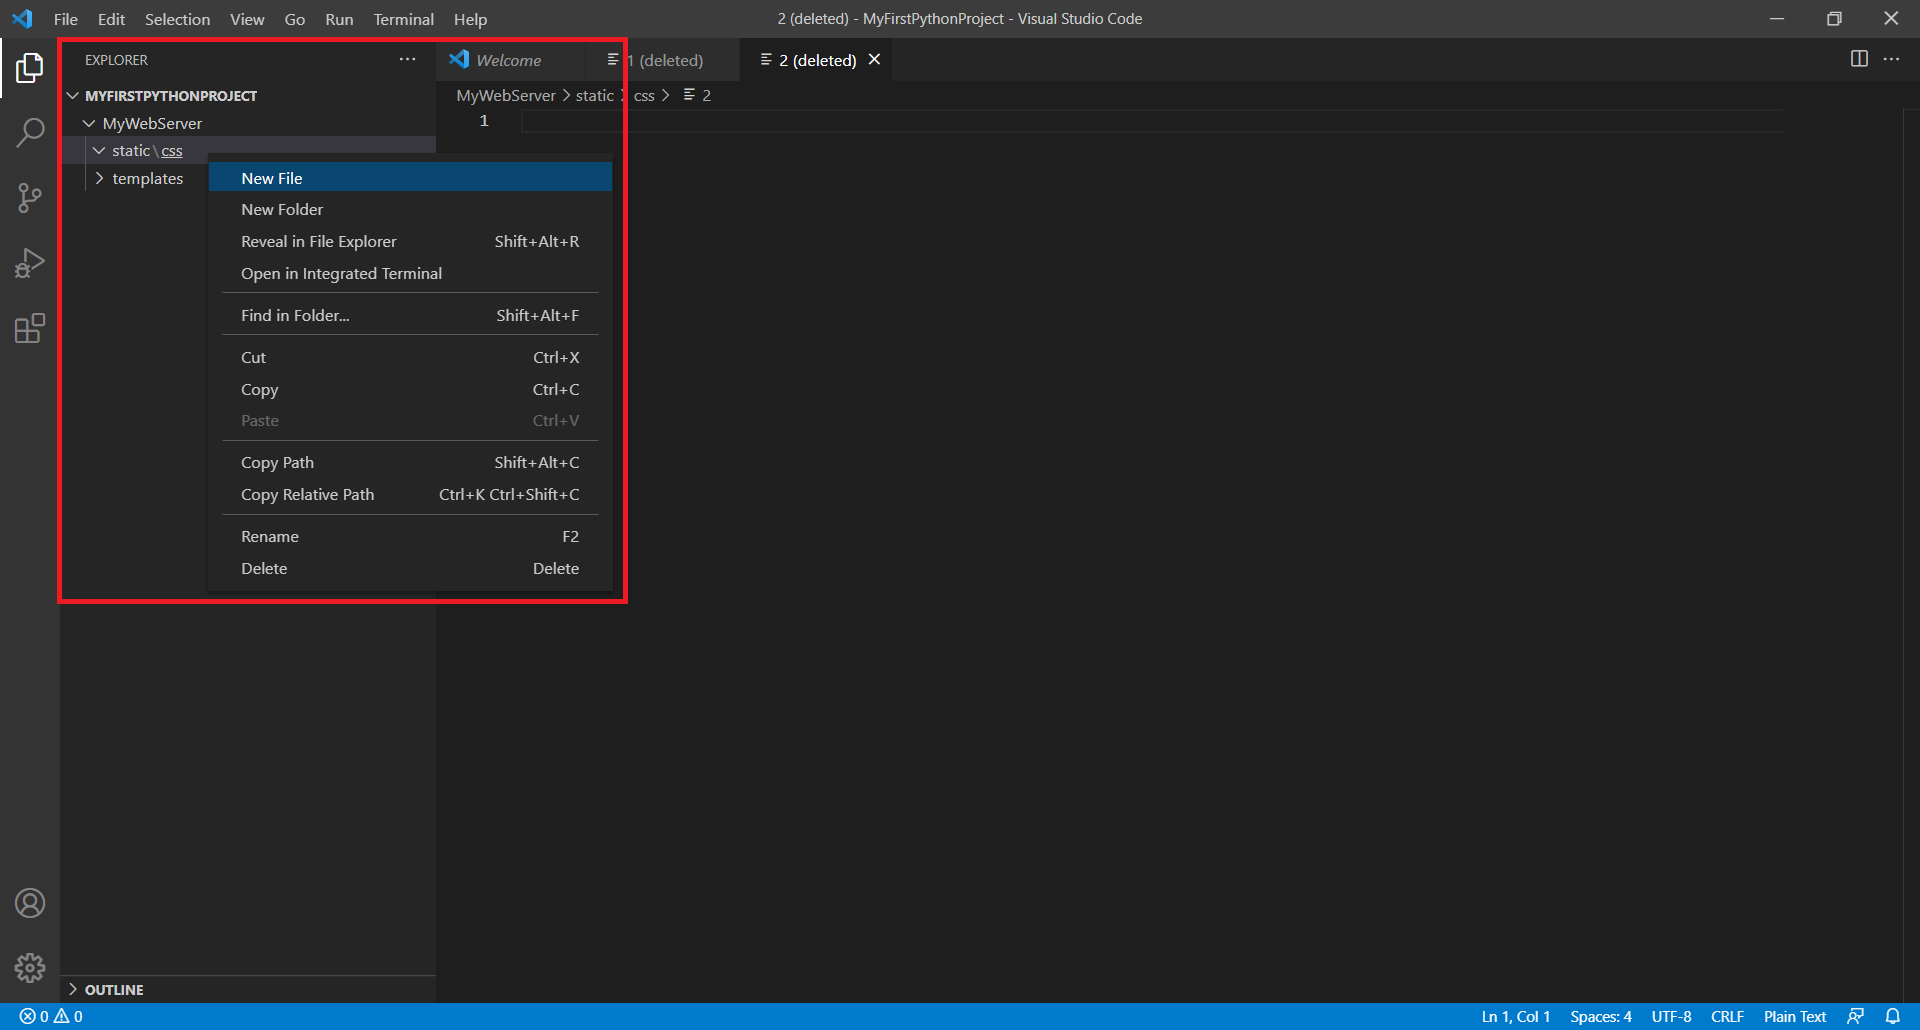 File Edit Selection View Go Run Terminal Help 2 (deleted) - MyFirstPythonProject - Visual Studio Code
EXPLORER
Welcome 1 (deleted) 2 (deleted)
MYFIRSTPYTHONPROJECT
MyWebServer > static > css > 2
MyWebServer
1
static\css
templates
New File
New Folder
Reveal in File Explorer Shift+Alt+R
Open in Integrated Terminal
Find in Folder... Shift+Alt+F
Cut Ctrl+X
Copy Ctrl+C
Paste Ctrl+V
Copy Path Shift+Alt+C
Copy Relative Path Ctrl+K Ctrl+Shift+C
Rename F2
Delete Delete
OUTLINE
0 0 Ln 1, Col 1 Spaces: 4 UTF-8 CRLF Plain Text